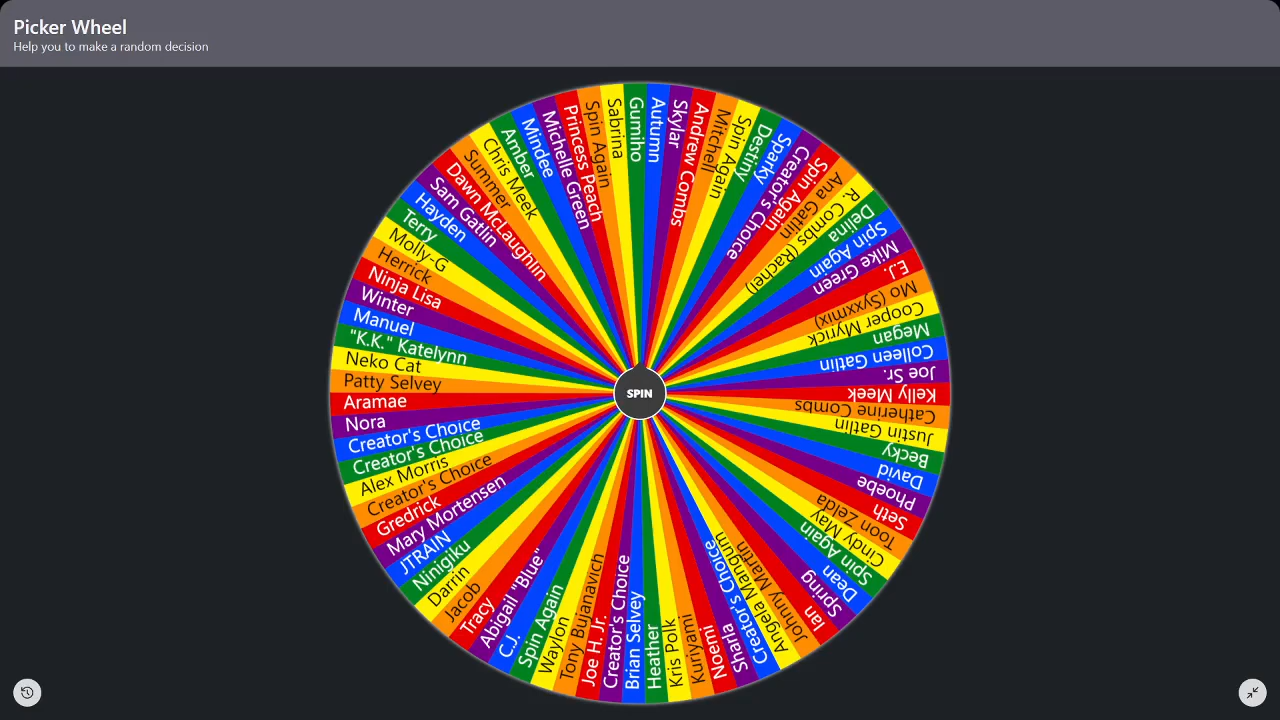 Picker Wheel
Help you to make a random decision
Gumiho
Autumn
Skylar
Andrew Combs
Mitchell
Spin Again
Destiny
Sparky
Creator's Choice
Spin Again
Ana Gatlin
R. Combs (Rachel)
Delina
Spin Again
Mike Green
E.J.
Mo (Syxxmix)
Cooper Myrick
Megan
Colleen Gatlin
Joe Sr.
Kelly Meek
Catherine Combs
Justin Gatlin
Becky
David
Phoebe
Seth
Toon Zelda
Cindy May
Spin Again
Dean
Spring
Ian
Johnny Martin
Angela Mangum
Creator's Choice
Sharla
Noemi
Kuriyami
Kris Polk
Heather
Brian Selvey
Creator's Choice
Joe H. Jr.
Tony Bujanavich
Waylon
Spin Again
C.J.
Abigail "Blue"
Tracy
Jacob
Darrin
Ninigiku
JTRAIN
Mary Mortensen
Gredrick
Creator's Choice
Alex Morris
Creator's Choice
Creator's Choice
Nora
Aramae
Patty Selvey
Neko Cat
"K.K." Katelynn
Manuel
Winter
Ninja Lisa
Herrick
Molly-G
Terry
Hayden
Sam Gatlin
Dawn McLaughlin
Summer
Chris Meek
Amber
Mindee
Michelle Green
Princess Peach
Spin Again
Sabrina
SPIN